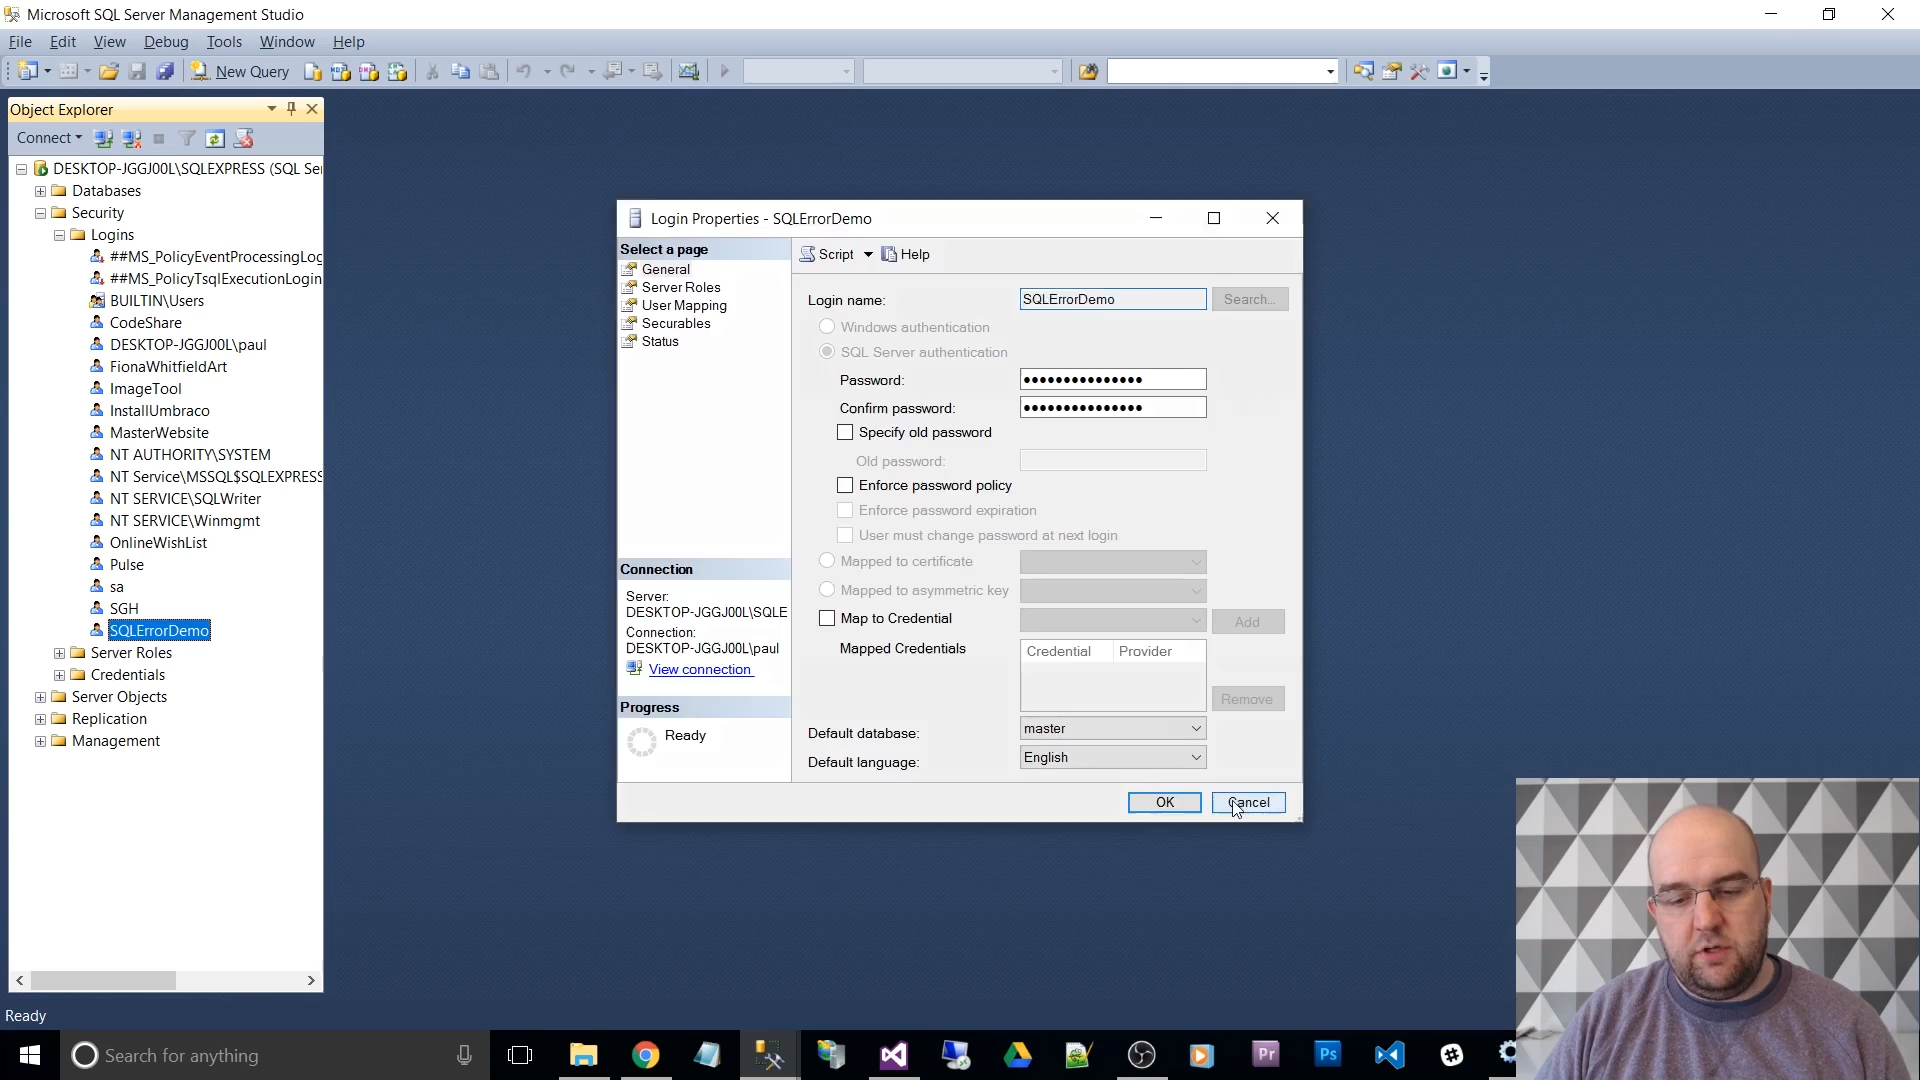 Microsoft SQL Server Management Studio
File Edit View Debug Tools Window Help
New Query
Object Explorer
Connect
DESKTOP-JGGJ00L\SQLEXPRESS (SQL Se
Databases
Security
Logins
##MS_PolicyEventProcessingLog
##MS_PolicyTsqlExecutionLogin
BUILTIN\Users
CodeShare
DESKTOP-JGGJ00L\paul
FionaWhitfieldArt
ImageTool
InstallUmbraco
MasterWebsite
NT AUTHORITY\SYSTEM
NT Service\MSSQL$SQLEXPRESS
NT SERVICE\SQLWriter
NT SERVICE\Winmgmt
OnlineWishList
Pulse
sa
SGH
SQLErrorDemo
Server Roles
Credentials
Server Objects
Replication
Management
Login Properties - SQLErrorDemo
Select a page
General
Server Roles
User Mapping
Securables
Status
Connection
Server:
DESKTOP-JGGJ00L\SQLE
Connection:
DESKTOP-JGGJ00L\paul
View connection
Progress
Ready
Script Help
Login name: SQLErrorDemo Search...
Windows authentication
SQL Server authentication
Password: •••••••••••••••
Confirm password: •••••••••••••••
Specify old password
Old password:
Enforce password policy
Enforce password expiration
User must change password at next login
Mapped to certificate
Mapped to asymmetric key
Map to Credential Add
Mapped Credentials Credential Provider
Remove
Default database: master
Default language: English
OK Cancel
Ready
Search for anything
Pr Ps